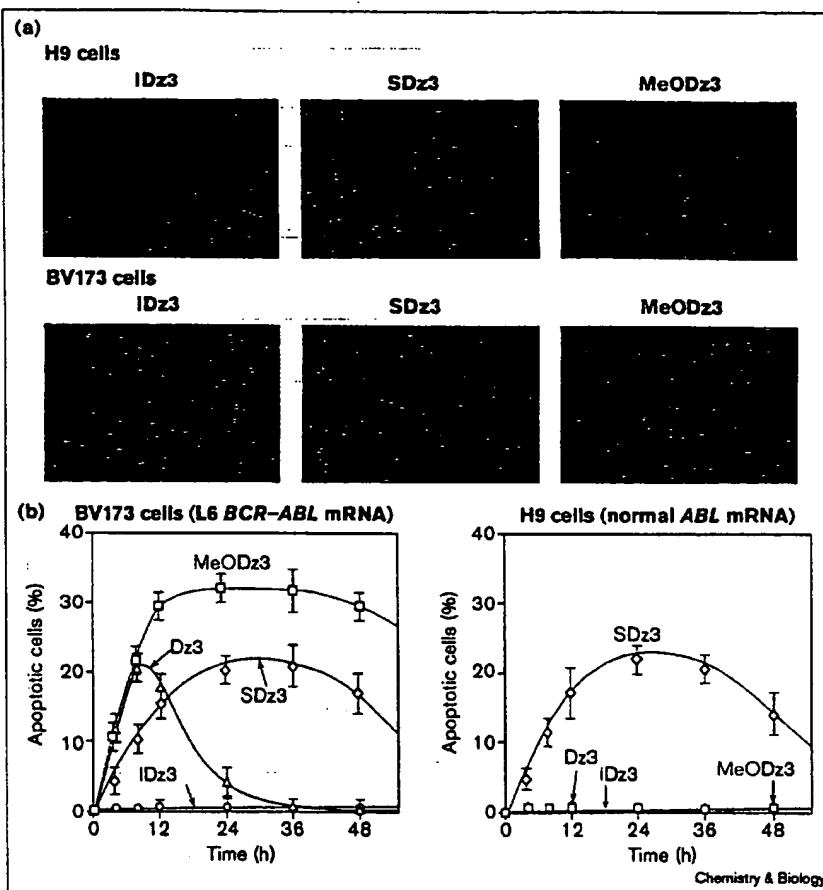 (a)
H9 cells
IDz3 SDz3 MeODz3
BV173 cells
IDz3 SDz3 MeODz3
(b) BV173 cells (L6 BCR–ABL mRNA) H9 cells (normal ABL mRNA)
40 40
MeODz3
30 30
Dz3 SDz3
20 20
SDz3
10 10
IDz3 Dz3 IDz3 MeODz3
0 0
0 12 24 36 48 0 12 24 36 48
Time (h) Time (h)
Apoptotic cells (%) Apoptotic cells (%)
Chemistry & Biology